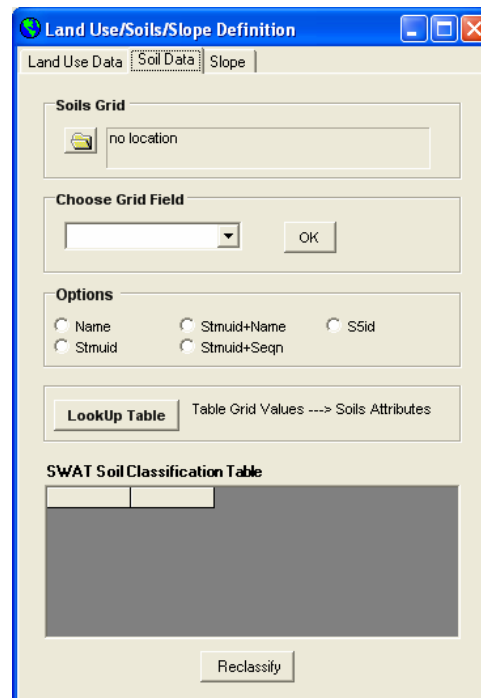 Land Use/Soils/Slope Definition
Land Use Data Soil Data Slope
Soils Grid
no location
Choose Grid Field
OK
Options
Name Stmuid+Name S5id
Stmuid Stmuid+Seqn
LookUp Table Table Grid Values ---> Soils Attributes
SWAT Soil Classification Table
Reclassify